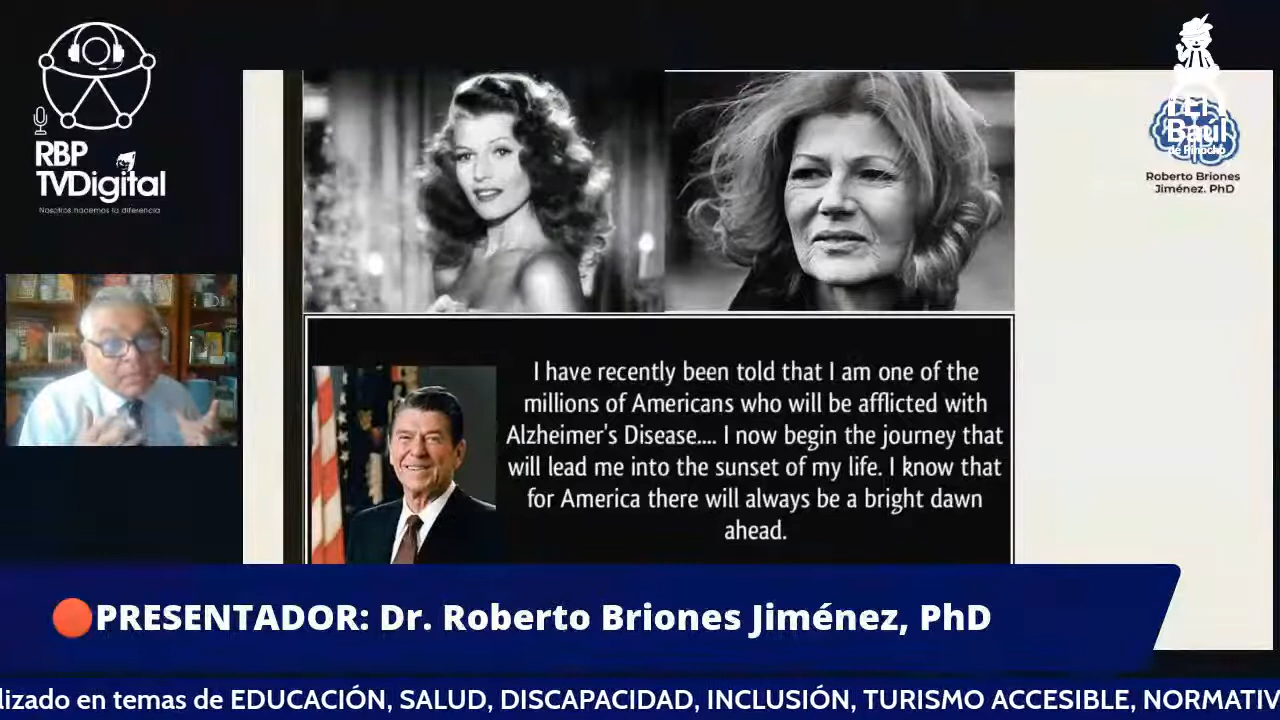 RBP
TVDigital
Nosotros hacemos la diferencia
El
Baúl
de Pinocho
Roberto Briones
Jiménez. PhD
I have recently been told that I am one of the
millions of Americans who will be afflicted with
Alzheimer's Disease.... I now begin the journey that
will lead me into the sunset of my life. I know that
for America there will always be a bright dawn
ahead.
PRESENTADOR: Dr. Roberto Briones Jiménez, PhD
lizado en temas de EDUCACIÓN, SALUD, DISCAPACIDAD, INCLUSIÓN, TURISMO ACCESIBLE, NORMATIV